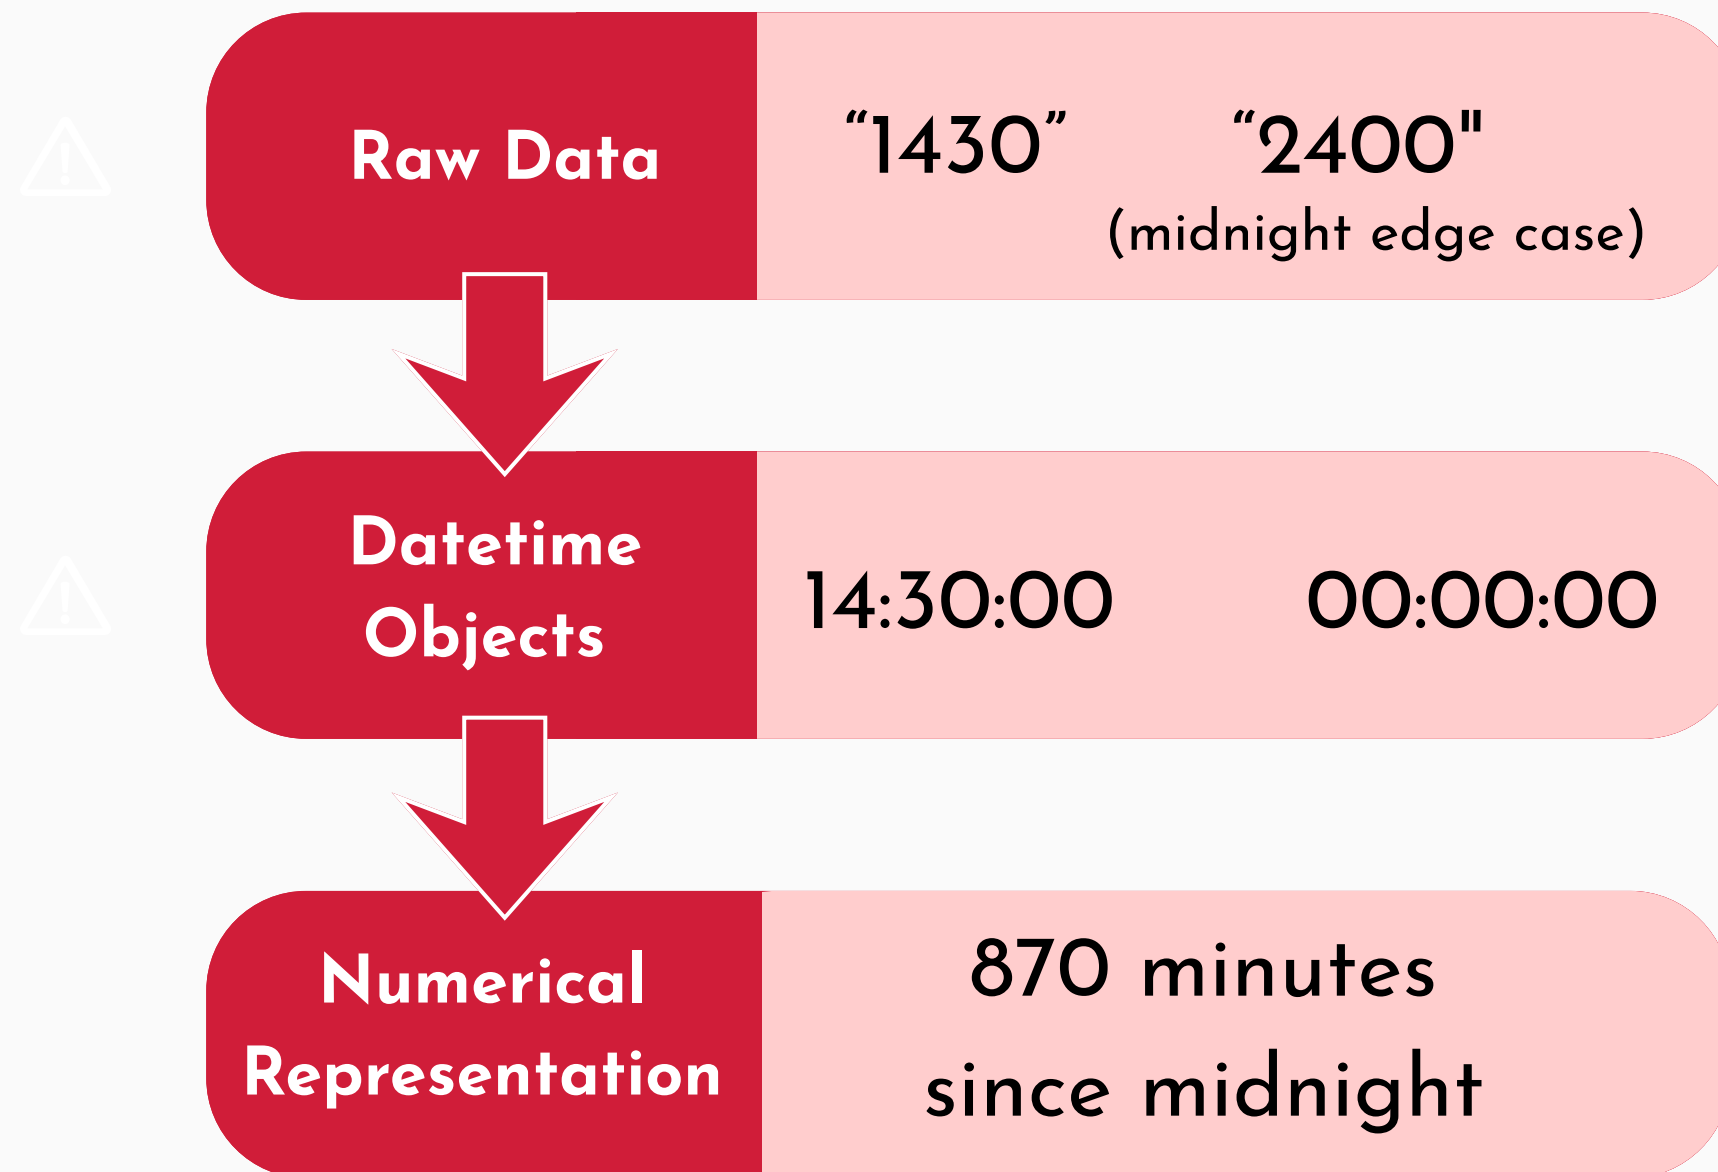 Raw Data
“1430” “2400"
(midnight edge case)
Datetime
Objects
14:30:00 00:00:00
Numerical
Representation
870 minutes
since midnight